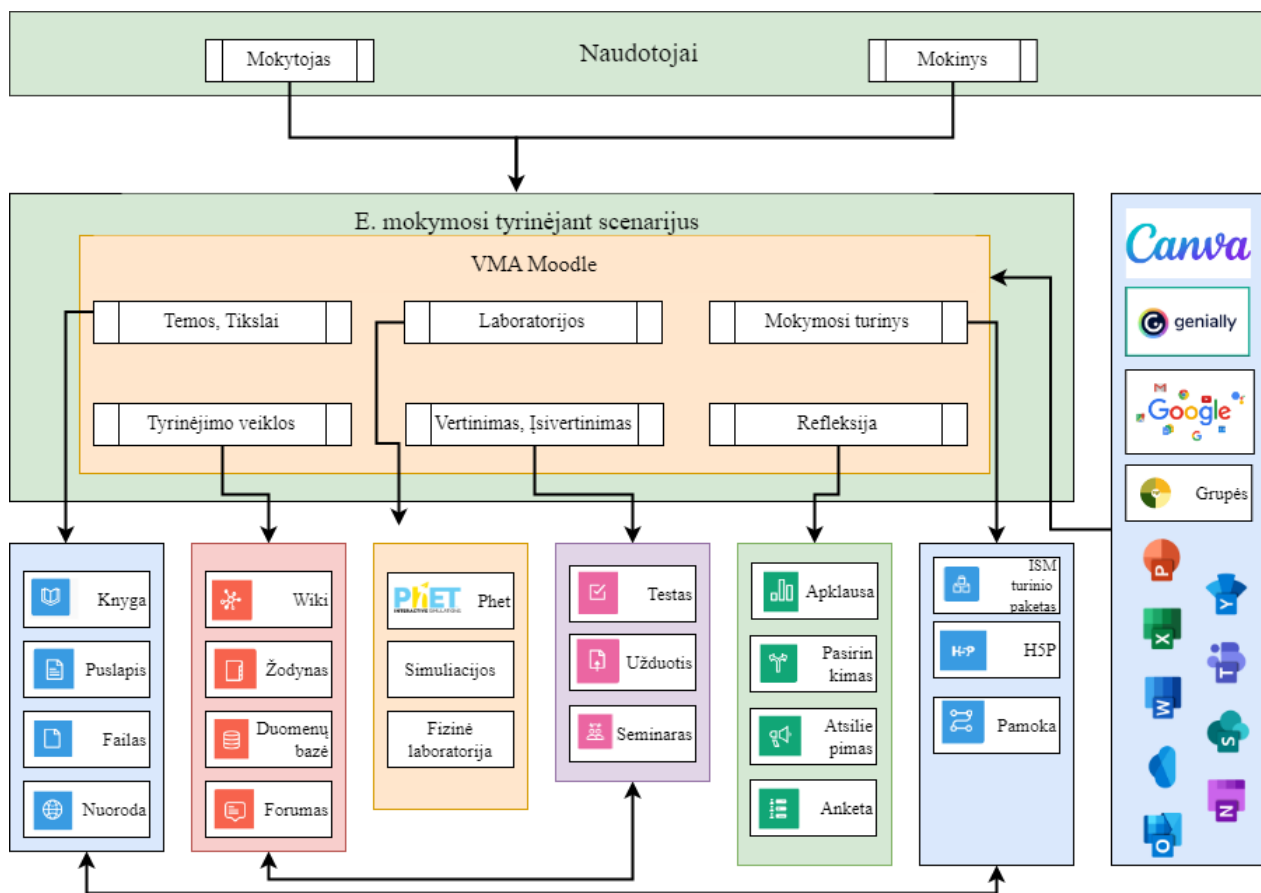 Naudotojai
Mokytojas
Mokinys
E. mokymosi tyrinėjant scenarijus
VMA Moodle
Temos, Tikslai
Laboratorijos
Mokymosi turinys
Tyrinėjimo veiklos
Vertinimas, Įsivertinimas
Refleksija
Canva
genially
Google
G
Grupės
P
X
W
O
Y
T
S
N
Knyga
Puslapis
Failas
Nuoroda
Wiki
Žodynas
Duomenų
bazė
Forumas
PhET
INTERACTIVE SIMULATIONS
Phet
Simuliacijos
Fizinė
laboratorija
Testas
Užduotis
Seminaras
Apklausa
Pasirin
kimas
Atsilie
pimas
Anketa
ISM
turinio
paketas
H5P
H5P
Pamoka